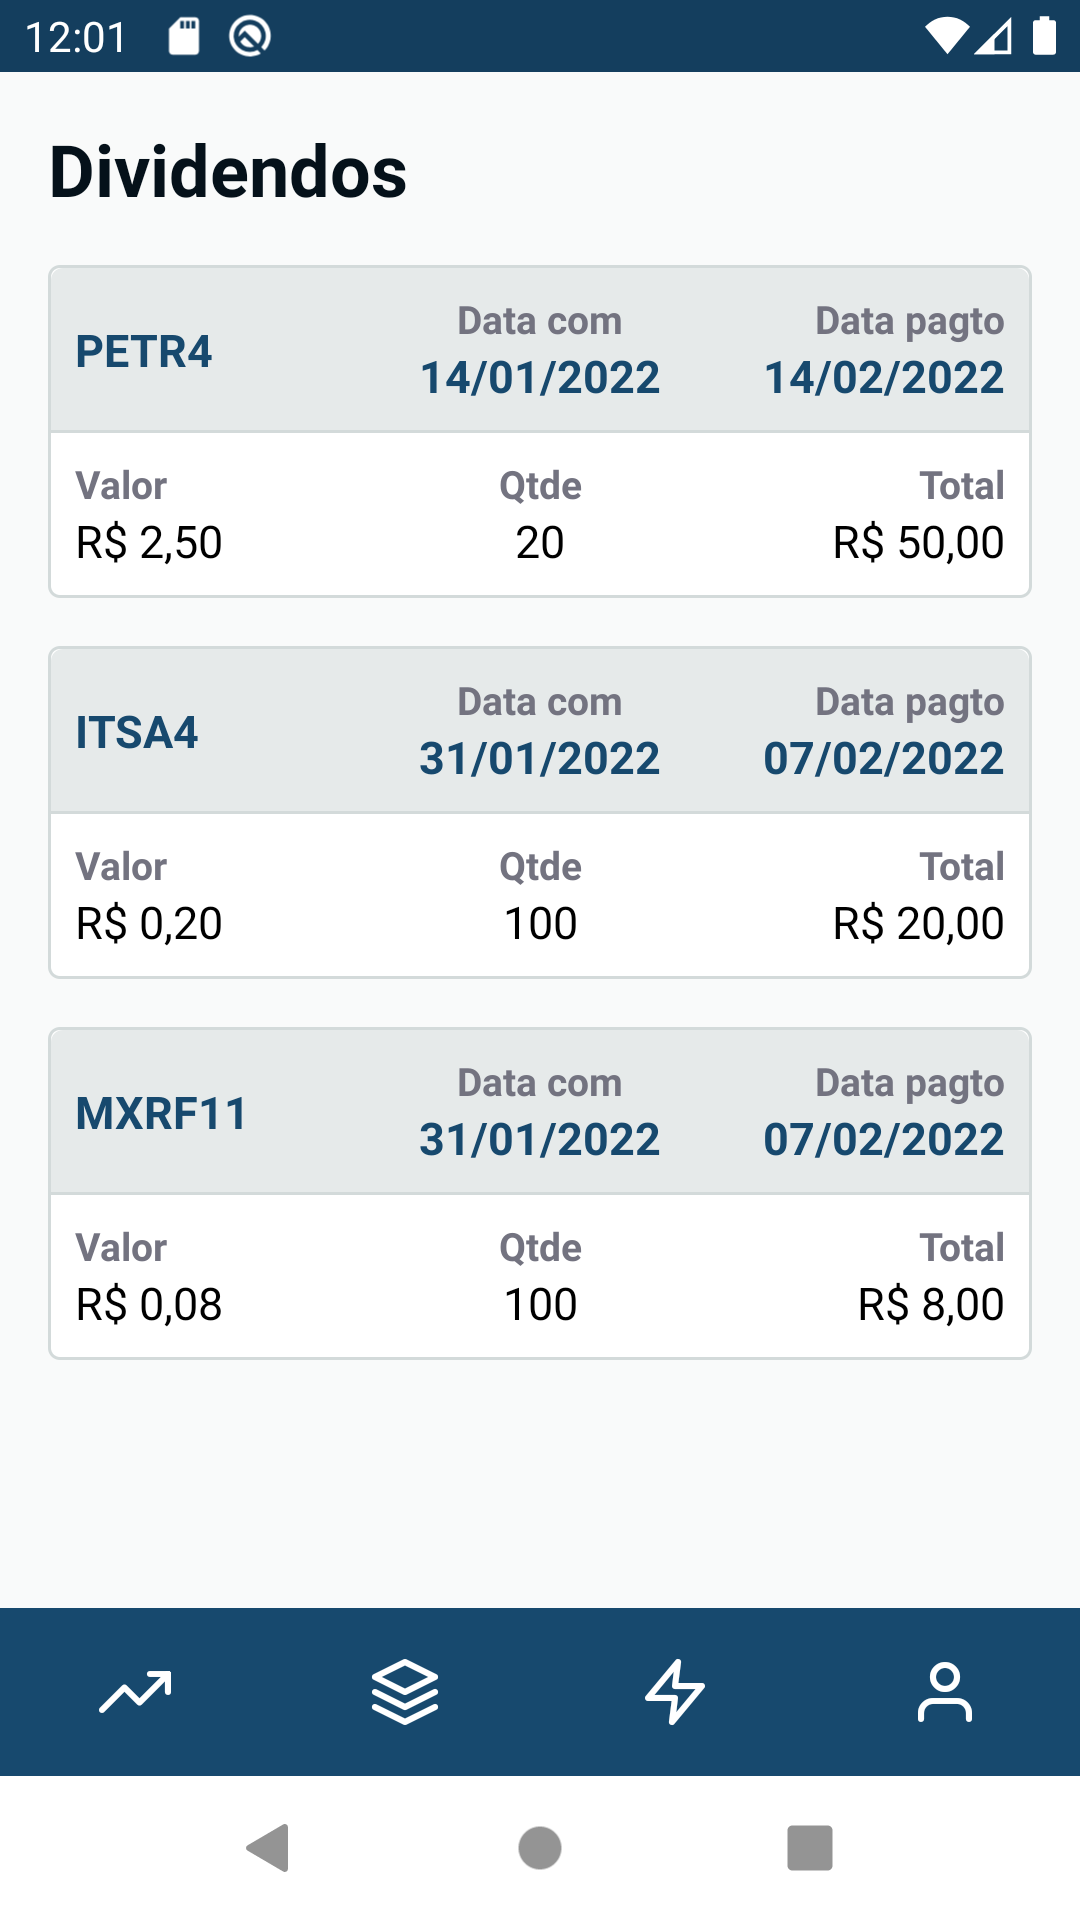 12:01
Dividendos
PETR4
Data com
14/01/2022
Data pagto
14/02/2022
Valor
R$ 2,50
Qtde
20
Total
R$ 50,00
ITSA4
Data com
31/01/2022
Data pagto
07/02/2022
Valor
R$ 0,20
Qtde
100
Total
R$ 20,00
MXRF11
Data com
31/01/2022
Data pagto
07/02/2022
Valor
R$ 0,08
Qtde
100
Total
R$ 8,00